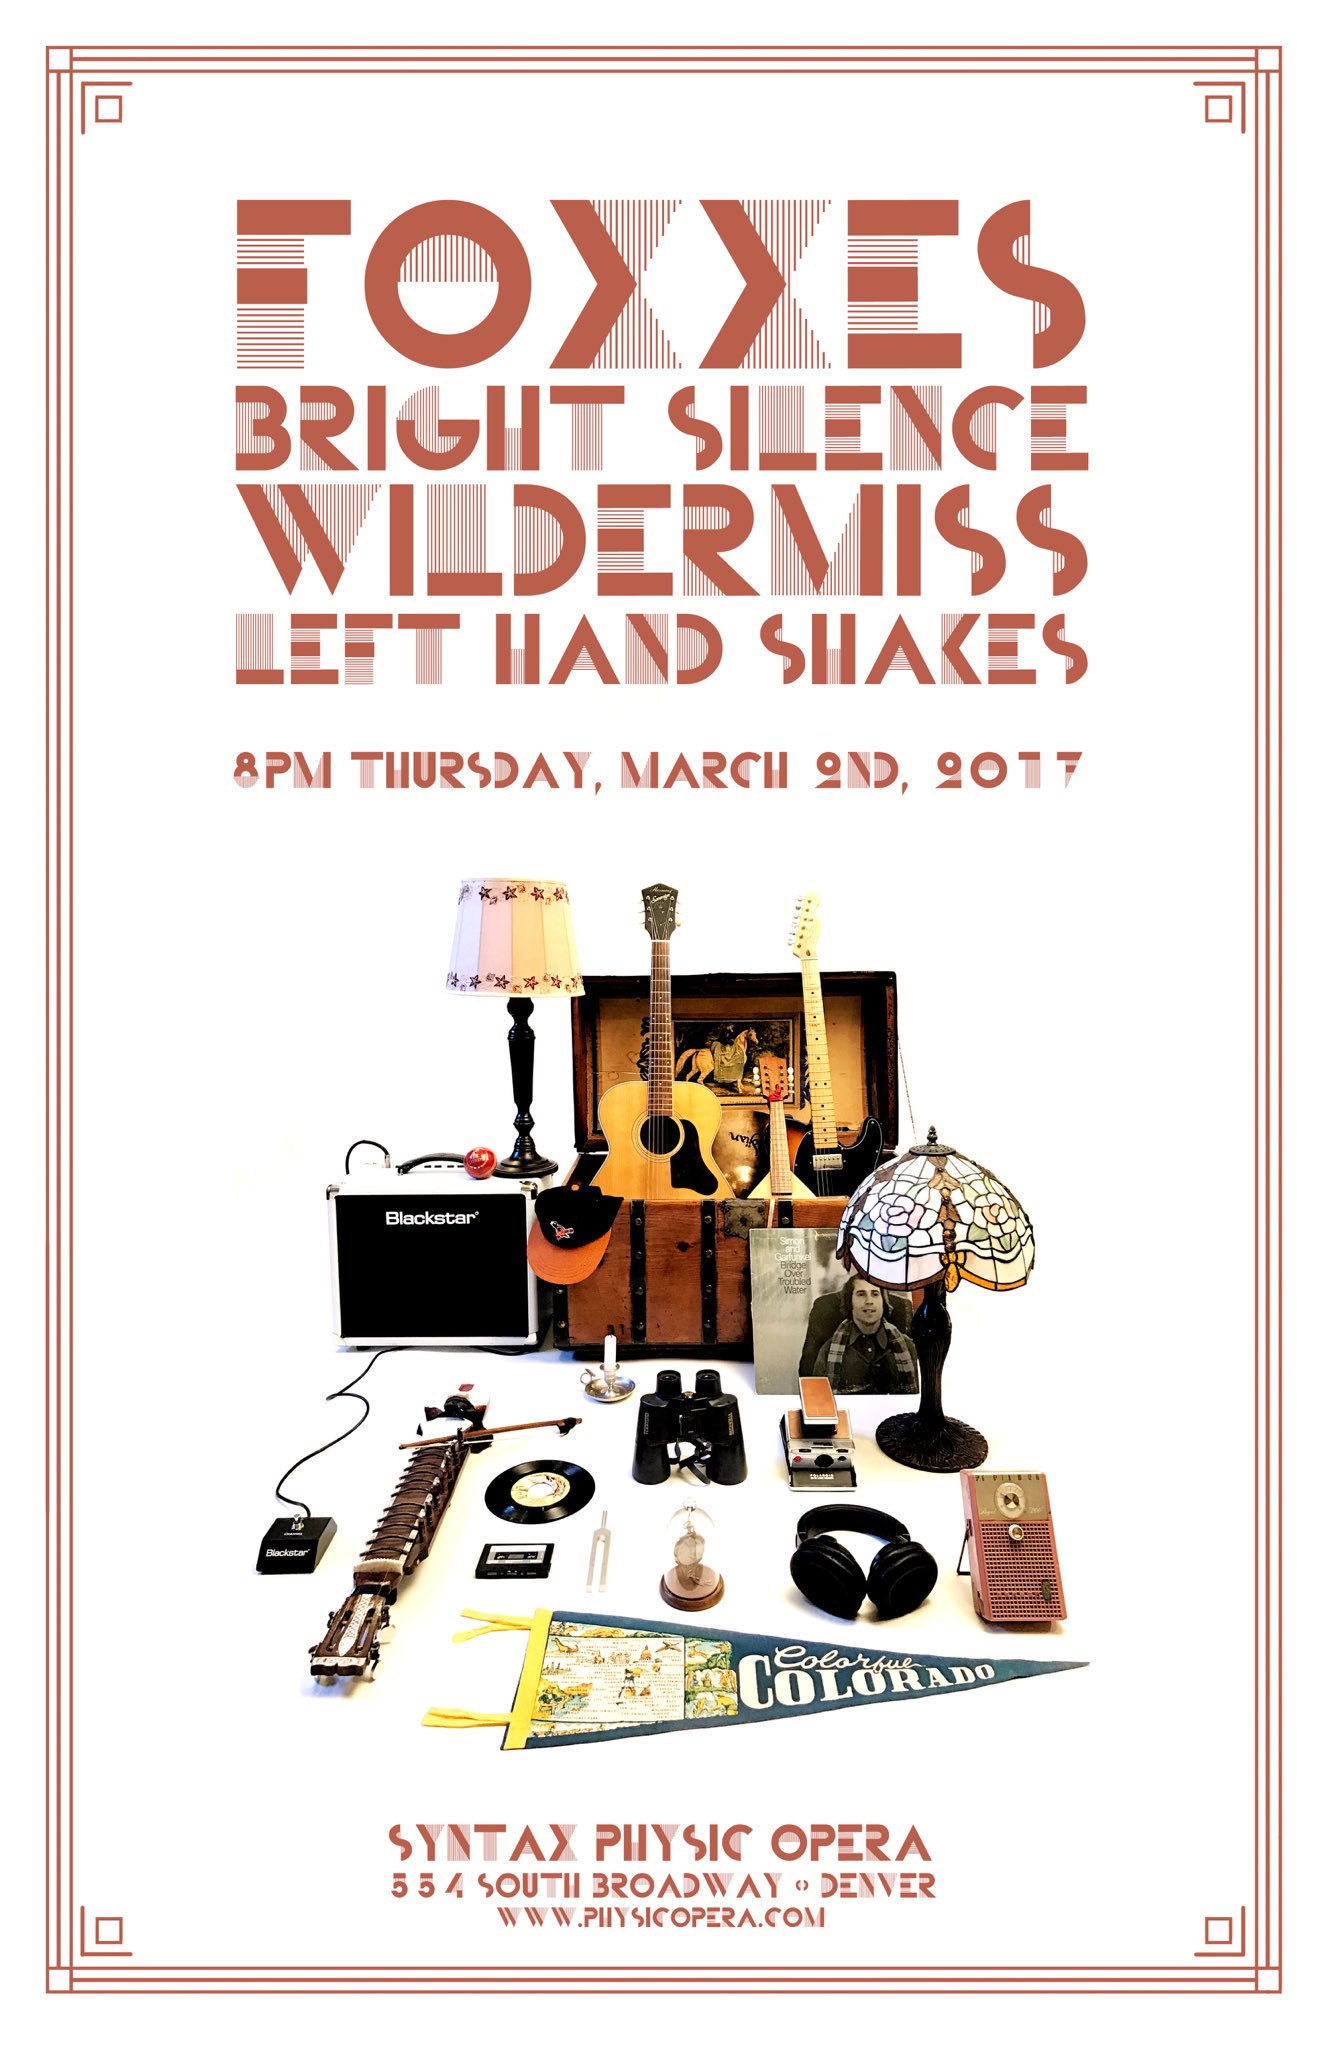 FOXXES
BRIGHT SILENCE
WILDERMISS
LEFT HAND SHAKES
8PM THURSDAY, MARCH 2ND, 2017
Blackstar
Simon
and
Garfunkel
Bridge
Over
Troubled
Water
POLAROID
Blackstar
Colorful
COLORADO
SYNTAX PHYSIC OPERA
554 SOUTH BROADWAY DENVER
WWW.PHYSICOPERA.COM